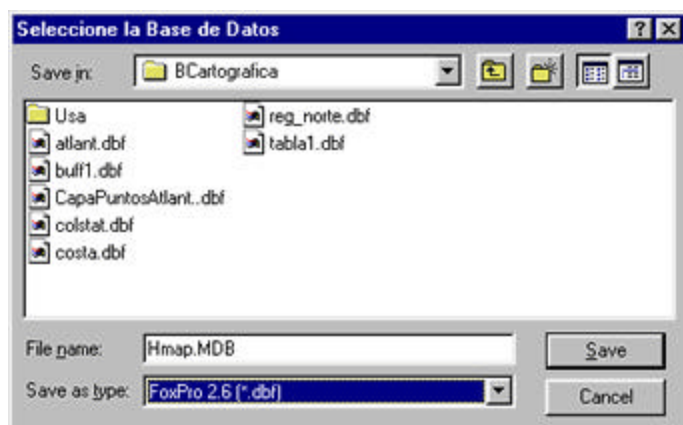 Seleccione la Base de Datos
Save in: BCartografica
Usa
atlant.dbf
buff1.dbf
CapaPuntosAtlant..dbf
colstat.dbf
costa.dbf
reg_norte.dbf
tabla1.dbf
File name: Hmap.MDB
Save
Save as type: FoxPro 2.6 (*.dbf)
Cancel